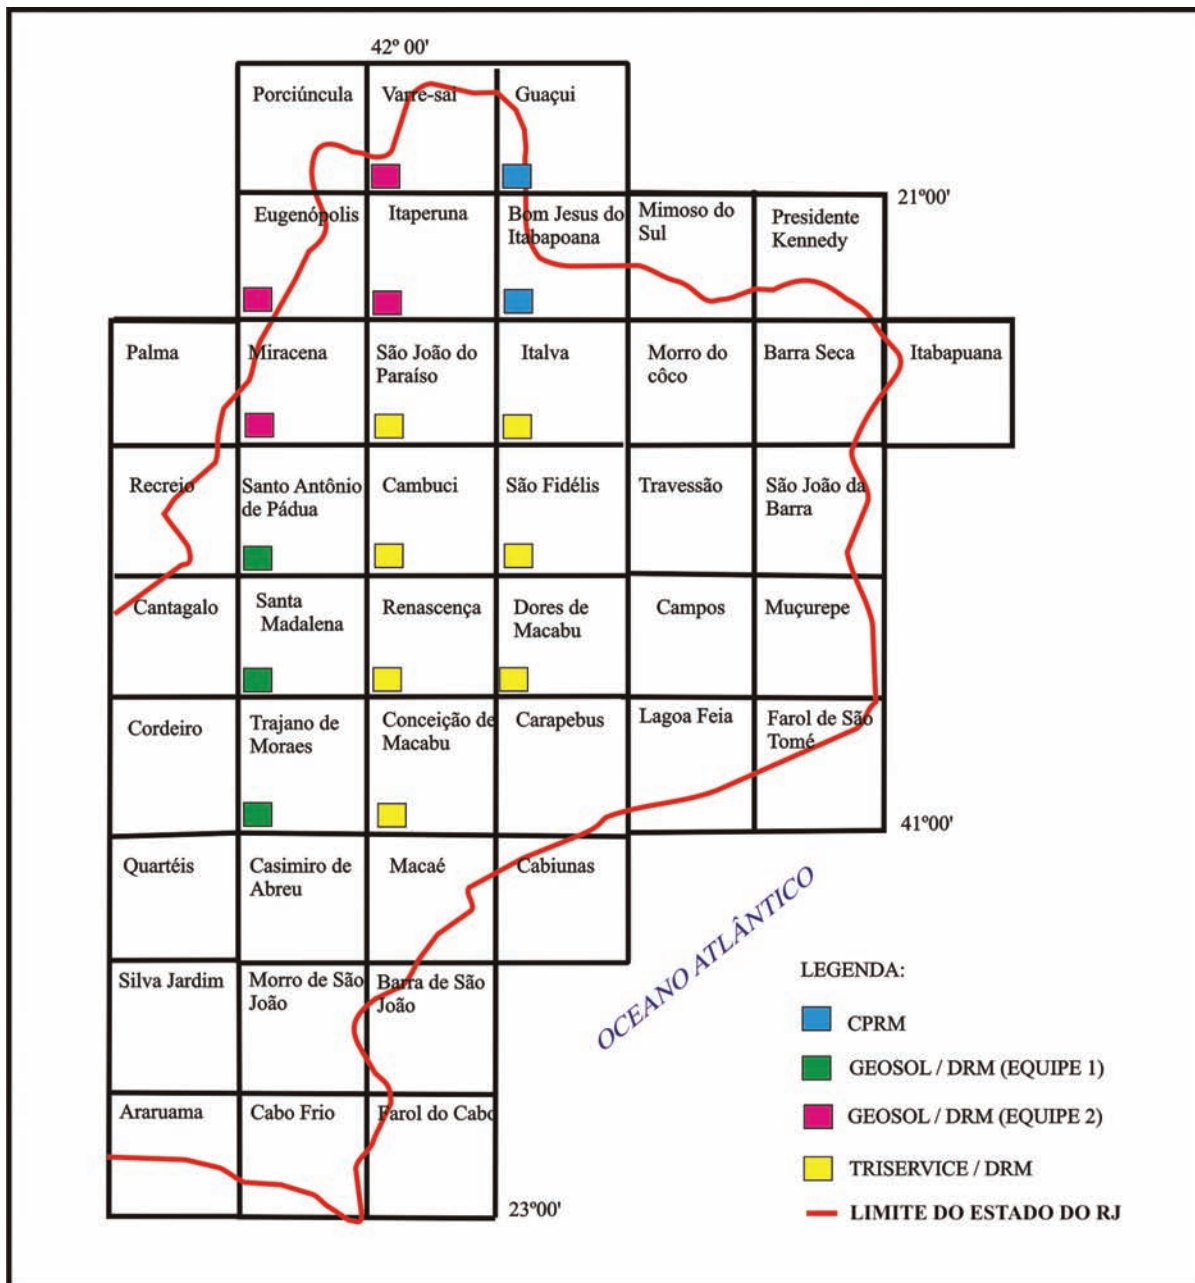 42º 00'
Porciúncula
Varre-sai
Guaçui
21º00'
Eugenópolis
Itaperuna
Bom Jesus do
Itabapoana
Mimoso do
Sul
Presidente
Kennedy
Palma
Miracena
São João do
Paraíso
Italva
Morro do
côco
Barra Seca
Itabapuana
Recreio
Santo Antônio
de Pádua
Cambuci
São Fidélis
Travessão
São João da
Barra
Cantagalo
Santa
Madalena
Renascença
Dores de
Macabu
Campos
Muçurepe
Cordeiro
Trajano de
Moraes
Conceição de
Macabu
Carapebus
Lagoa Feia
Farol de São
Tomé
41º00'
Quartéis
Casimiro de
Abreu
Macaé
Cabiunas
OCEANO ATLÂNTICO
Silva Jardim
Morro de São
João
Barra de São
João
Araruama
Cabo Frio
Farol do Cabo
23º00'
LEGENDA:
CPRM
GEOSOL / DRM (EQUIPE 1)
GEOSOL / DRM (EQUIPE 2)
TRISERVICE / DRM
LIMITE DO ESTADO DO RJ